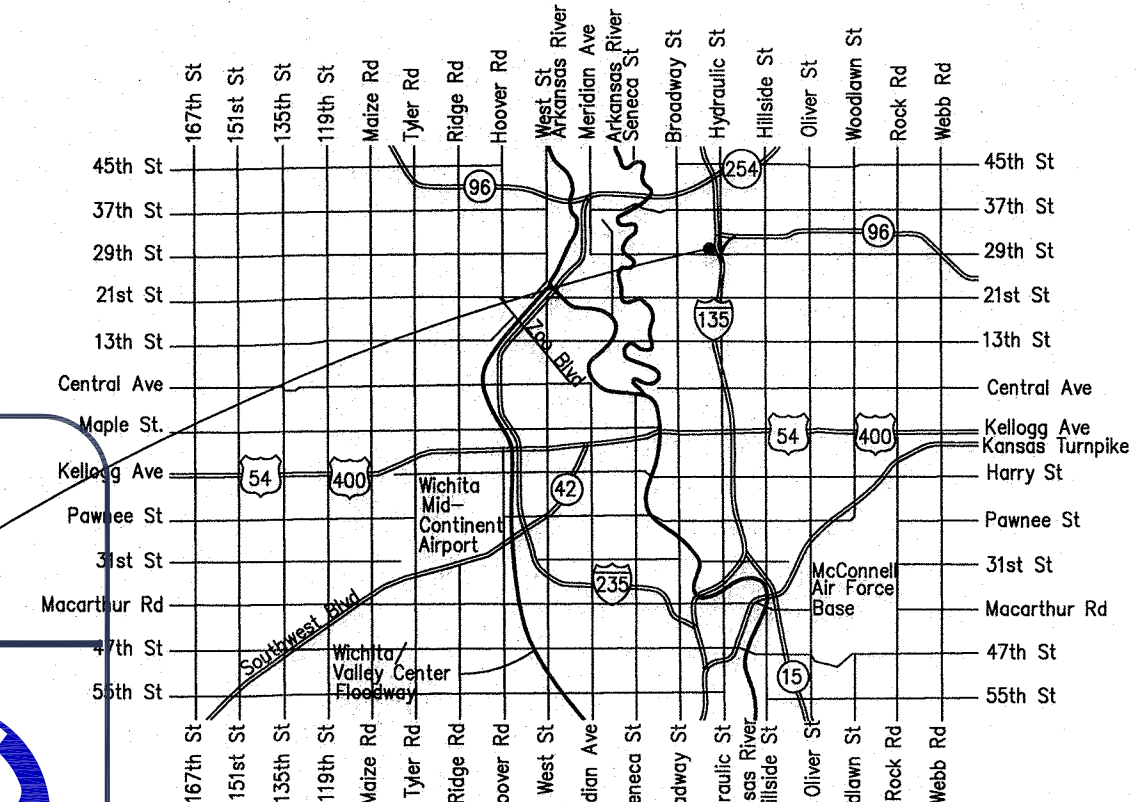 167th St
151st St
135th St
119th St
Maize Rd
Tyler Rd
Ridge Rd
Hoover Rd
West St
Arkansas River
Meridian Ave
Arkansas River
Seneca St
Broadway St
Hydraulic St
Hillside St
Oliver St
Woodlawn St
Rock Rd
Webb Rd
45th St
254
45th St
96
37th St
37th St
96
29th St
29th St
21st St
21st St
135
13th St
13th St
Zoo Blvd
Central Ave
Central Ave
Maple St.
54
400
Kellogg Ave
Kansas Turnpike
Kellogg Ave
54
400
Harry St
42
Wichita
Mid-
Continent
Airport
Pawnee St
Pawnee St
31st St
31st St
235
McConnell
Air Force
Base
Macarthur Rd
Macarthur Rd
Southwest Blvd
47th St
47th St
Wichita/
Valley Center
Floodway
15
55th St
55th St
167th St
151st St
135th St
119th St
Maize Rd
Tyler Rd
Ridge Rd
oover Rd
West St
dian Ave
eneca St
adway St
raulic St
sas River
illside St
Oliver St
dlawn St
Rock Rd
Webb Rd